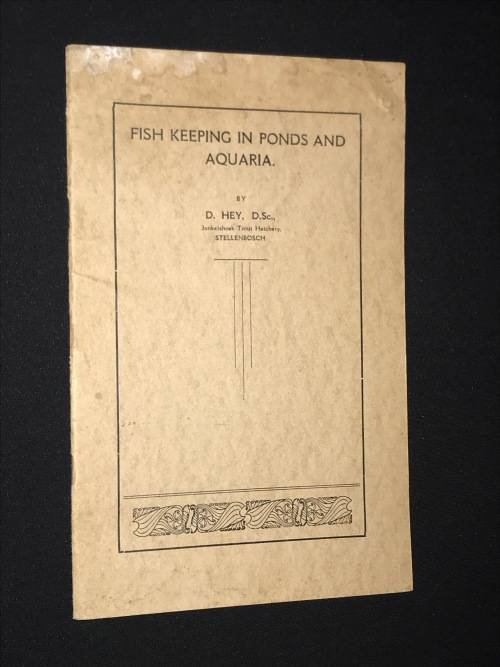 FISH KEEPING IN PONDS AND
AQUARIA.
BY
D. HEY, D.Sc.,
Jonkershoek Trout Hatchery,
STELLENBOSCH.